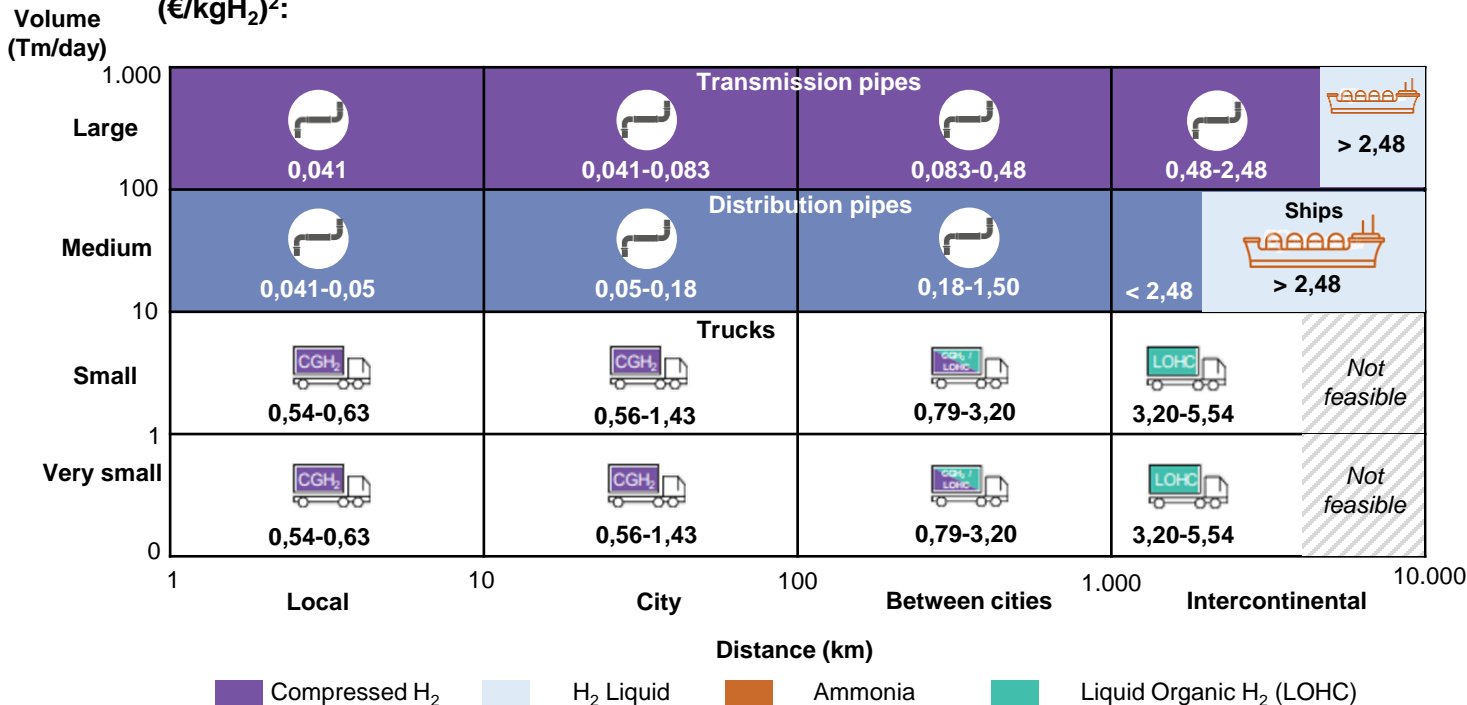 (€/kgH₂)²:
Volume
(Tm/day)
1.000
Transmission pipes
Large
0,041
0,041-0,083
0,083-0,48
0,48-2,48
> 2,48
100
Distribution pipes
Ships
Medium
0,041-0,05
0,05-0,18
0,18-1,50
< 2,48
> 2,48
10
Trucks
CGH₂
CGH₂
CGH₂ /
LOHC
LOHC
Small
Not
feasible
0,54-0,63
0,56-1,43
0,79-3,20
3,20-5,54
1
Very small
CGH₂
CGH₂
CGH₂ /
LOHC
LOHC
Not
feasible
0,54-0,63
0,56-1,43
0,79-3,20
3,20-5,54
0
1
10
100
1.000
10.000
Local
City
Between cities
Intercontinental
Distance (km)
Compressed H₂
H₂ Liquid
Ammonia
Liquid Organic H₂ (LOHC)